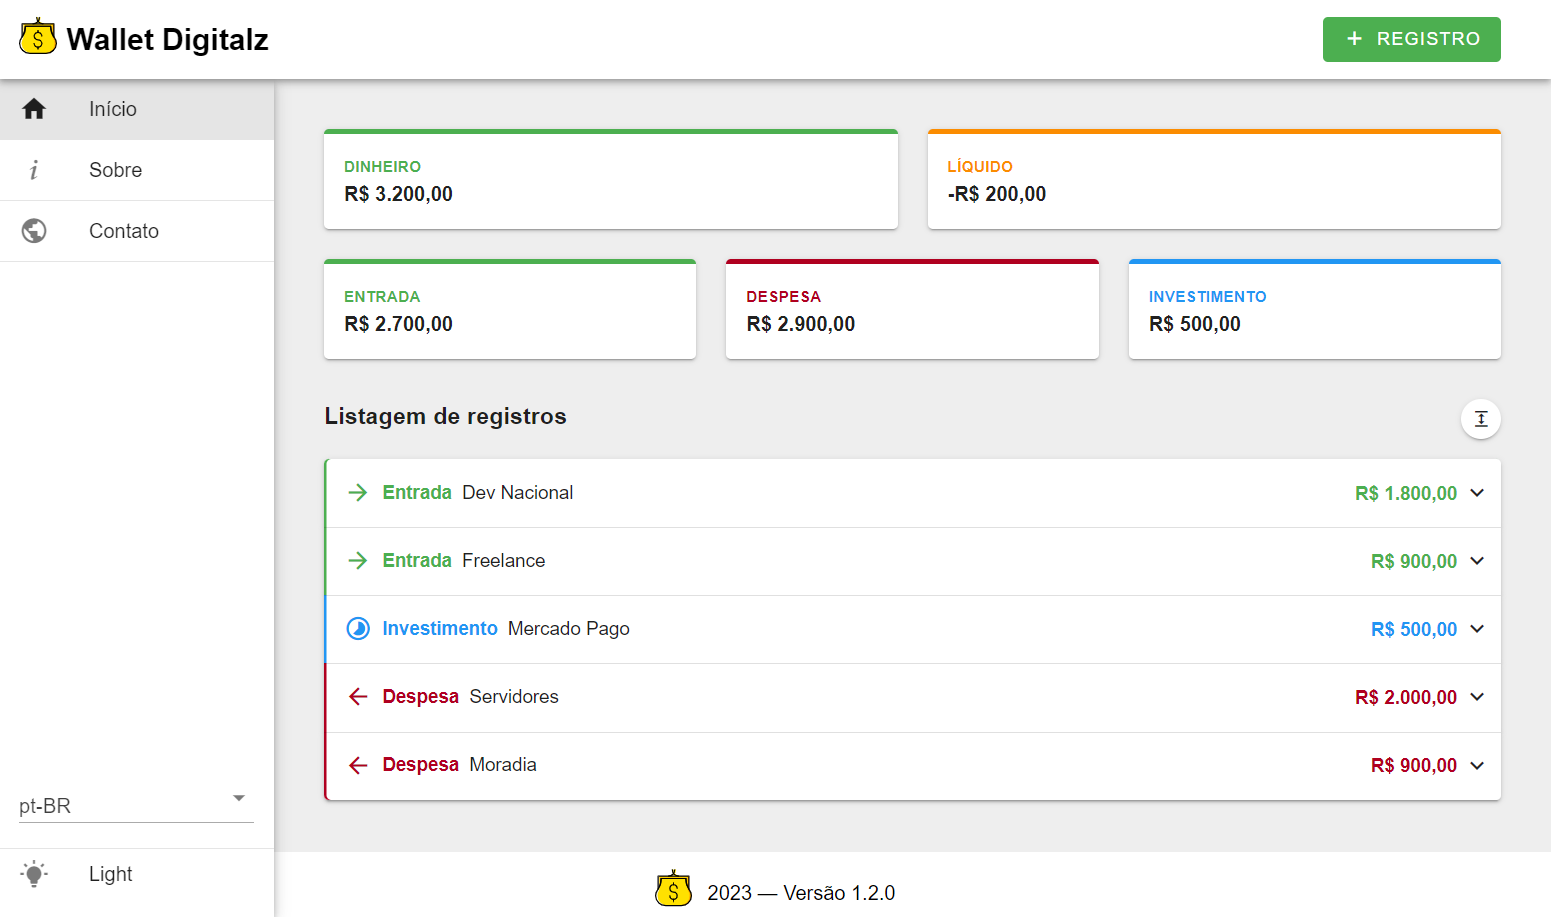 Wallet Digitalz
+ REGISTRO
Início
Sobre
Contato
pt-BR
Light
DINHEIRO
R$ 3.200,00
LÍQUIDO
-R$ 200,00
ENTRADA
R$ 2.700,00
DESPESA
R$ 2.900,00
INVESTIMENTO
R$ 500,00
Listagem de registros
Entrada Dev Nacional R$ 1.800,00
Entrada Freelance R$ 900,00
Investimento Mercado Pago R$ 500,00
Despesa Servidores R$ 2.000,00
Despesa Moradia R$ 900,00
2023 — Versão 1.2.0